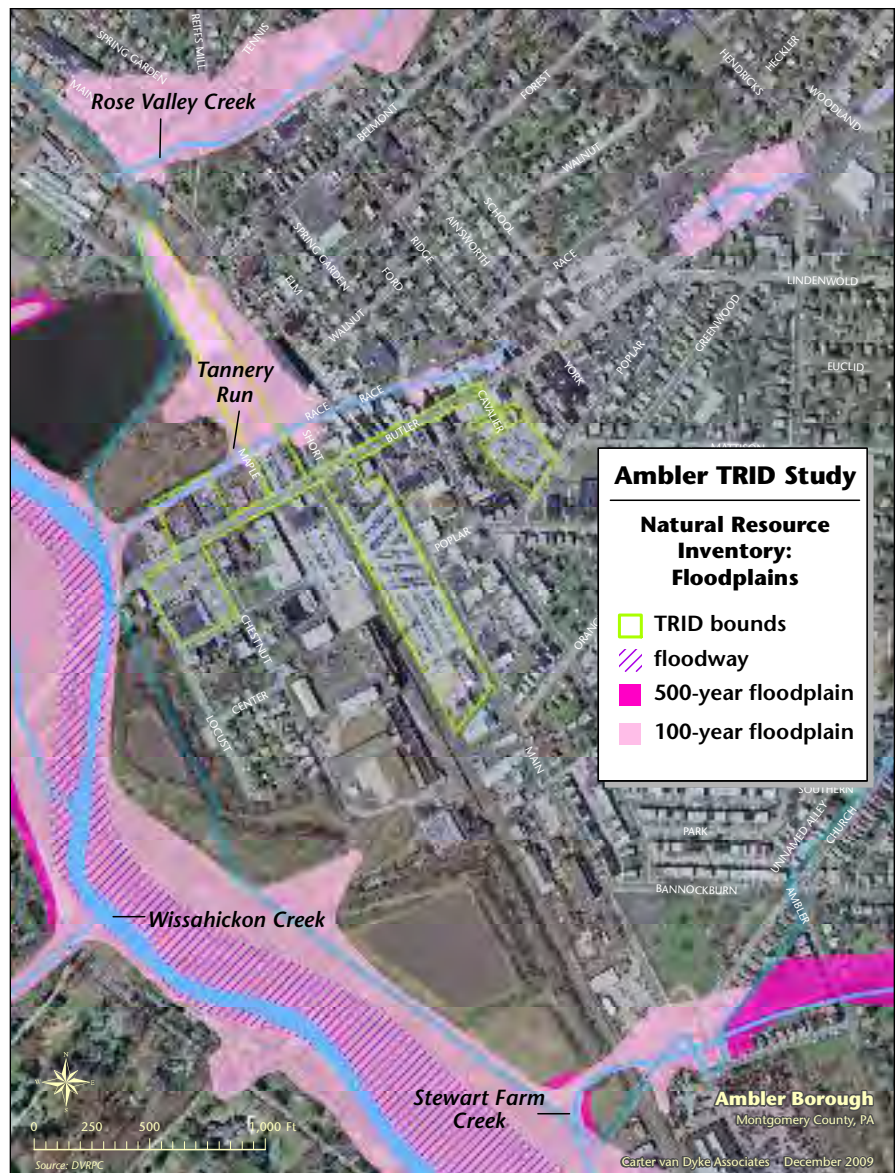 SPRING GARDEN
REIFFS MILL
TENNIS
MAIN
Rose Valley Creek
BELMONT
FOREST
HENDRICKS
HECKLER
WOODLAND
WALNUT
SCHOOL
AINSWORTH
RIDGE
FORD
SPRING GARDEN
ELM
WALNUT
RACE
LINDENWOLD
GREENWOOD
POPLAR
YORK
EUCLID
Tannery
Run
RACE
RACE
CAVALIER
BUTLER
SHORT
MAPLE
MATTISON
POPLAR
CHESTNUT
CENTER
LOCUST
MAIN
Ambler TRID Study
Natural Resource
Inventory:
Floodplains
TRID bounds
floodway
500-year floodplain
100-year floodplain
SOUTHERN
UNNAMED ALLEY
CHURCH
PARK
BANNOCKBURN
AMBLER
Wissahickon Creek
Stewart Farm
Creek
N
W
E
S
0 250 500 1,000 Ft
Source: DVRPC
Ambler Borough
Montgomery County, PA
Carter van Dyke Associates - December 2009